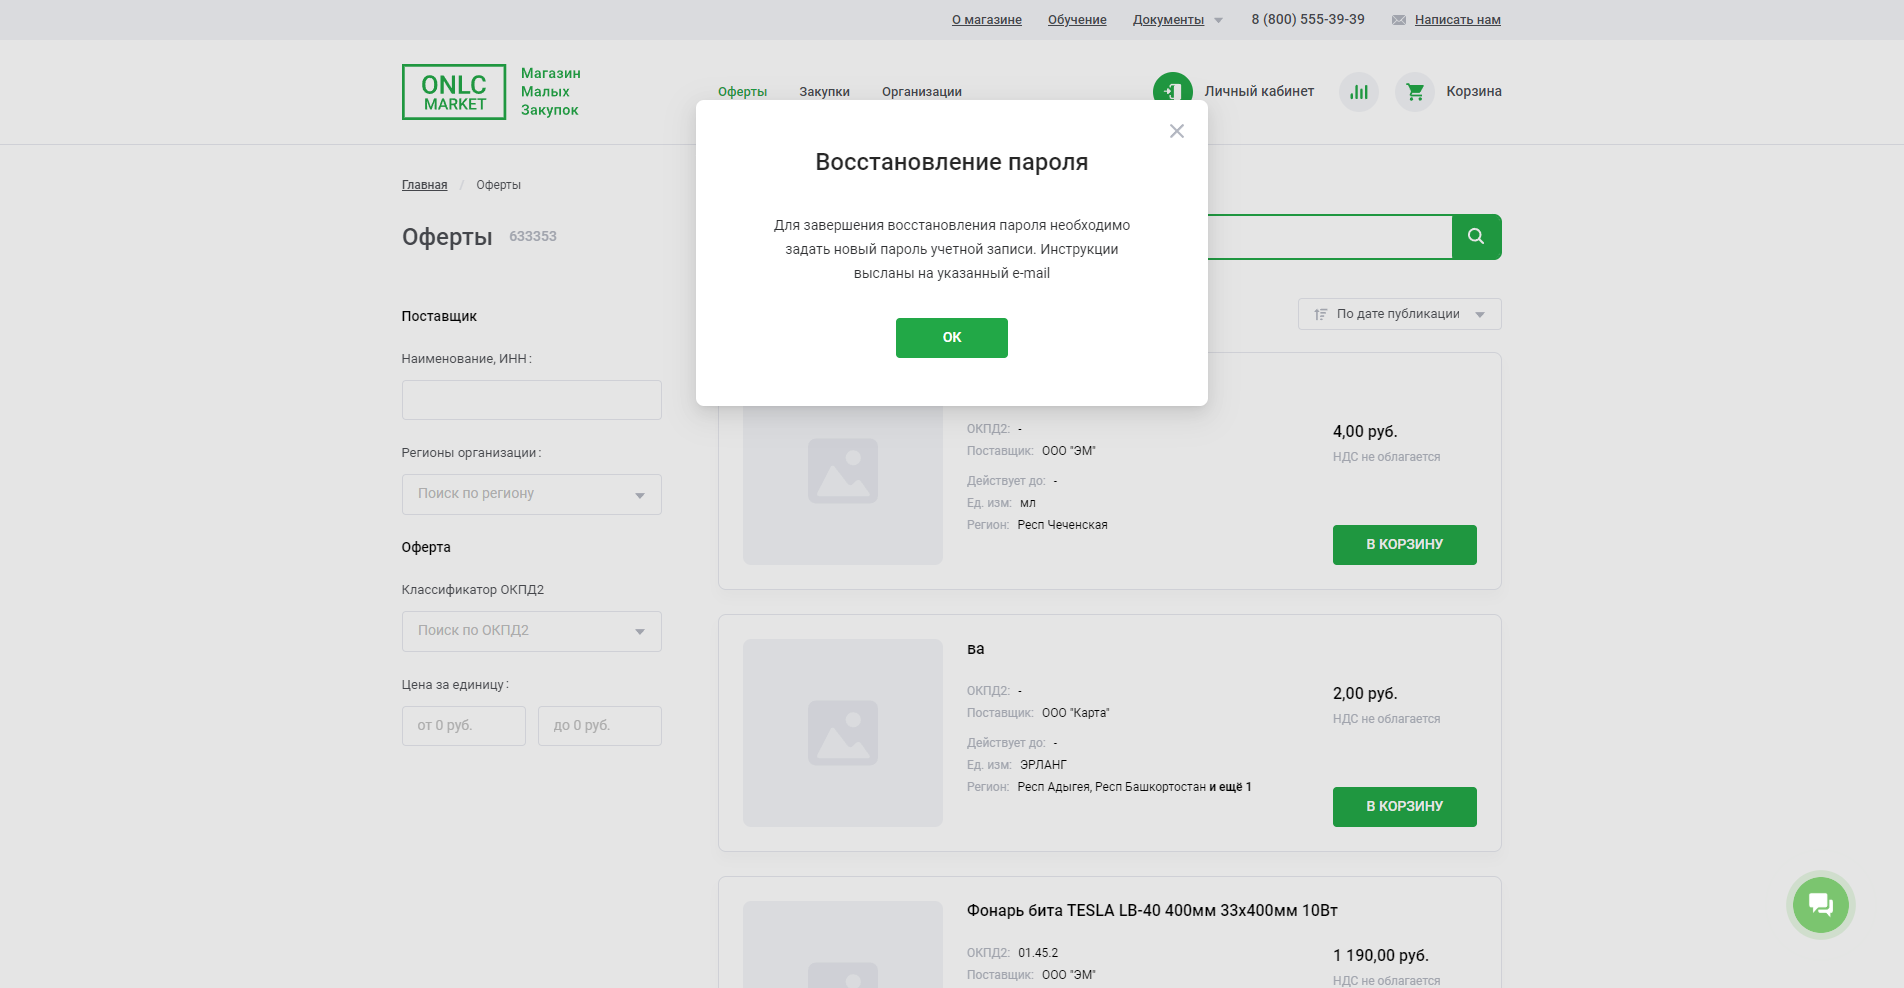 О магазине Обучение Документы 8 (800) 555-39-39 Написать нам
ONLC
MARKET
Магазин
Малых
Закупок
Оферты Закупки Организации Личный кабинет Корзина
Главная / Оферты
Оферты 633353
Восстановление пароля
Для завершения восстановления пароля необходимо
задать новый пароль учетной записи. Инструкции
высланы на указанный e-mail
ОК
По дате публикации
Поставщик
Наименование, ИНН:
Регионы организации:
Поиск по региону
Оферта
Классификатор ОКПД2
Поиск по ОКПД2
Цена за единицу:
от 0 руб. до 0 руб.
ОКПД2: -
Поставщик: ООО "ЭМ"
Действует до: -
Ед. изм: мл
Регион: Респ Чеченская
4,00 руб.
НДС не облагается
В КОРЗИНУ
ва
ОКПД2: -
Поставщик: ООО "Карта"
Действует до: -
Ед. изм: ЭРЛАНГ
Регион: Респ Адыгея, Респ Башкортостан и ещё 1
2,00 руб.
НДС не облагается
В КОРЗИНУ
Фонарь бита TESLA LB-40 400мм 33х400мм 10Вт
ОКПД2: 01.45.2
Поставщик: ООО "ЭМ"
1 190,00 руб.
НДС не облагается